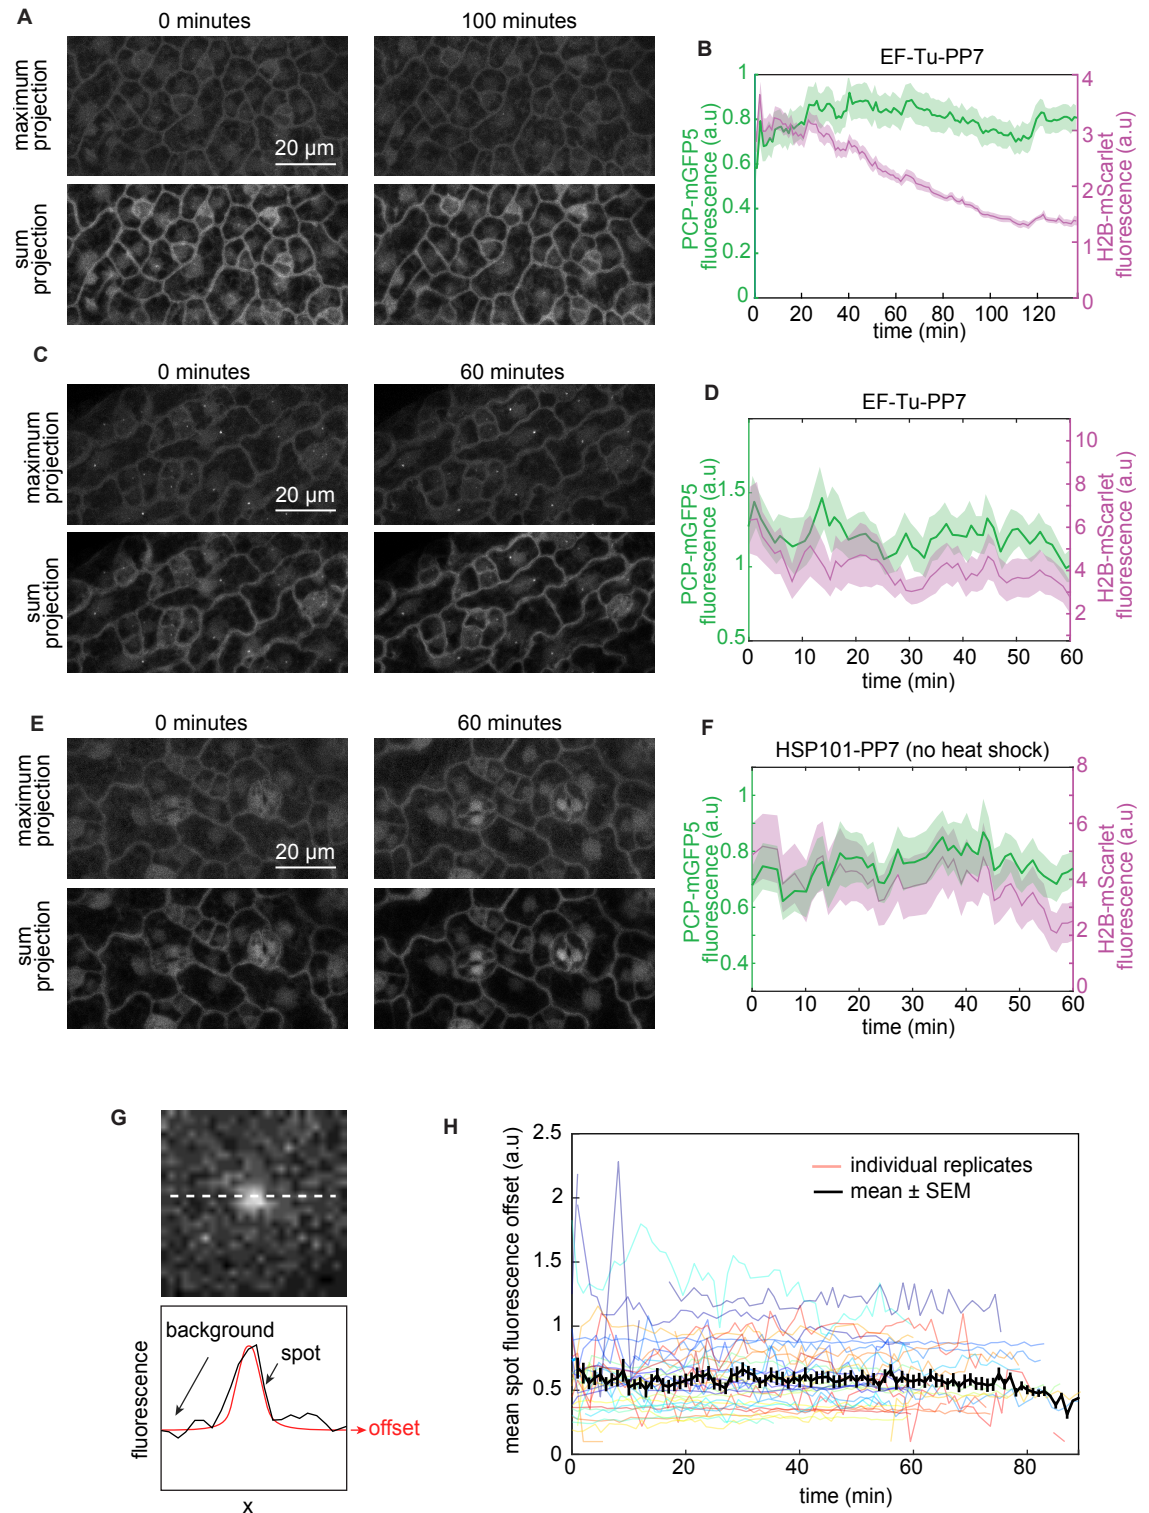 A
0 minutes
100 minutes
maximum
projection
20 µm
sum
projection
B
EF-Tu-PP7
PCP-mGFP5
fluorescence (a.u)
1
0.8
0.6
0.4
0.2
0
4
3
2
1
0
H2B-mScarlet
fluorescence (a.u)
0 20 40 60 80 100 120
time (min)
C
0 minutes
60 minutes
maximum
projection
20 µm
sum
projection
D
EF-Tu-PP7
PCP-mGFP5
fluorescence (a.u)
1.5
1
0.5
10
8
6
4
2
H2B-mScarlet
fluorescence (a.u)
0 10 20 30 40 50 60
time (min)
E
0 minutes
60 minutes
maximum
projection
20 µm
sum
projection
F
HSP101-PP7 (no heat shock)
PCP-mGFP5
fluorescence (a.u)
1
0.8
0.6
0.4
8
6
4
2
0
H2B-mScarlet
fluorescence (a.u)
0 10 20 30 40 50 60
time (min)
G
background
spot
offset
fluorescence
x
H
mean spot fluorescence offset (a.u)
2.5
2
1.5
1
0.5
0
individual replicates
mean ± SEM
0 20 40 60 80
time (min)